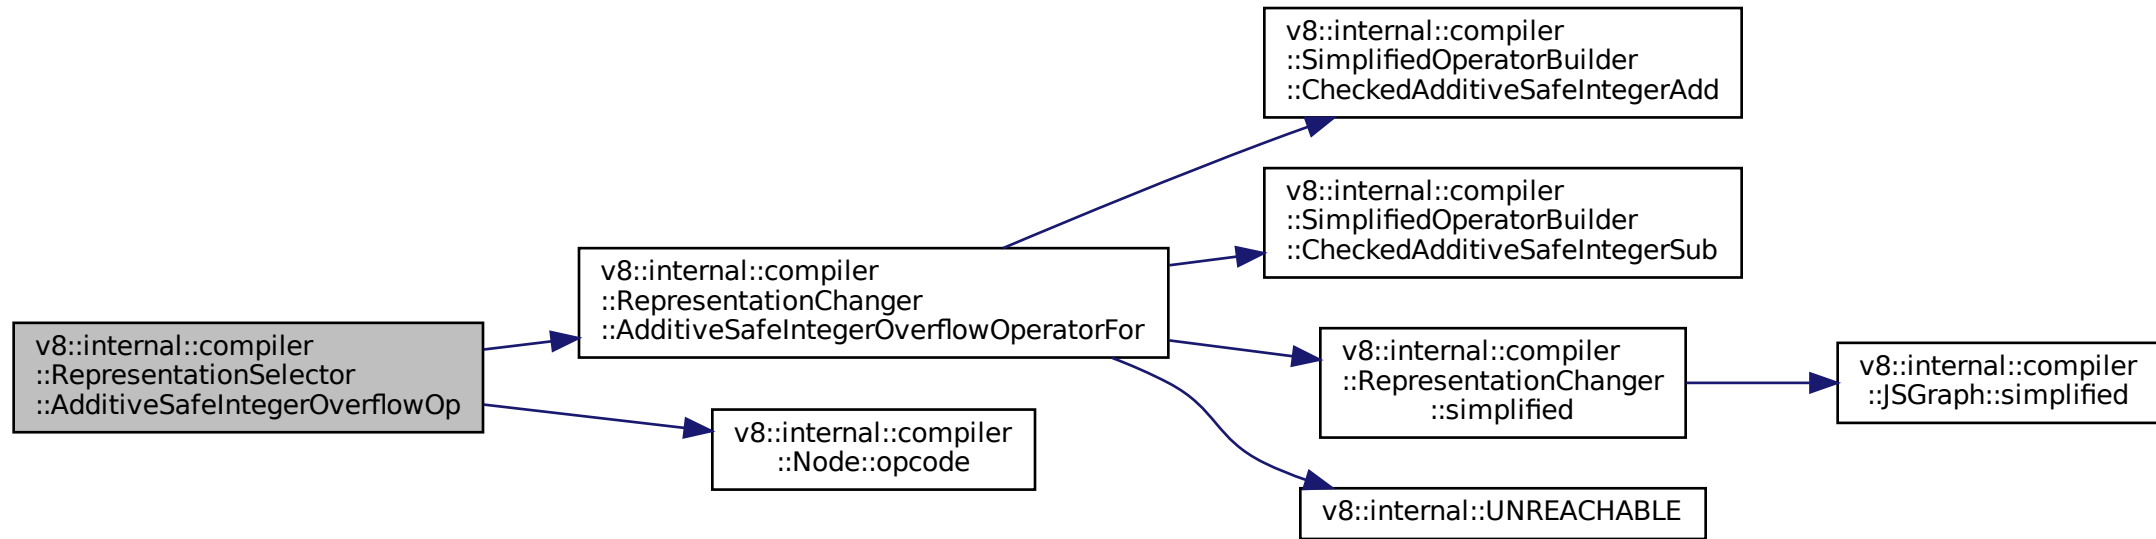 v8::internal::compiler
::RepresentationSelector
::AdditiveSafeIntegerOverflowOp
v8::internal::compiler
::RepresentationChanger
::AdditiveSafeIntegerOverflowOperatorFor
v8::internal::compiler
::Node::opcode
v8::internal::compiler
::SimplifiedOperatorBuilder
::CheckedAdditiveSafeIntegerAdd
v8::internal::compiler
::SimplifiedOperatorBuilder
::CheckedAdditiveSafeIntegerSub
v8::internal::compiler
::RepresentationChanger
::simplified
v8::internal::UNREACHABLE
v8::internal::compiler
::JSGraph::simplified